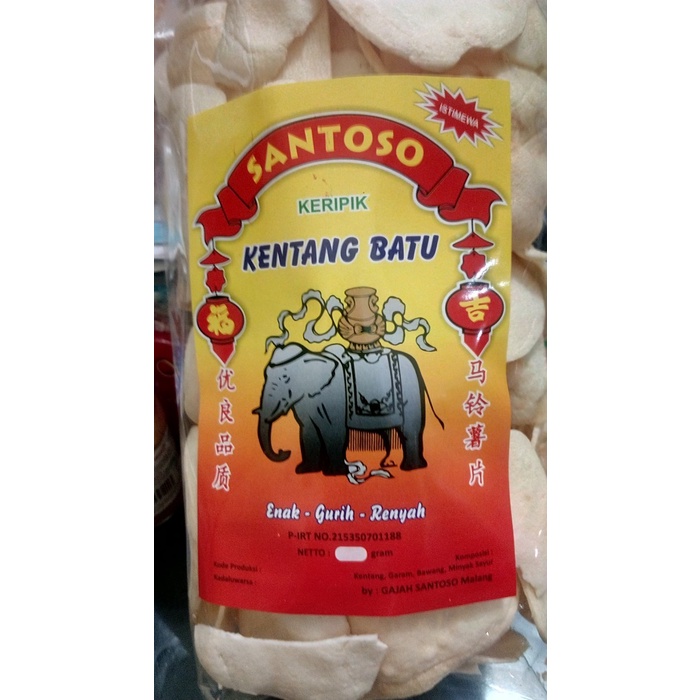 ISTIMEWA
SANTOSO
KERIPIK
KENTANG BATU
福
吉
优良品质
马铃薯片
Enak - Gurih - Renyah
P-IRT NO.215350701188
NETTO : gram
Kode Produksi :
Kadaluwarsa :
Komposisi :
Kentang, Garam, Bawang, Minyak Sayur
by : GAJAH SANTOSO Malang